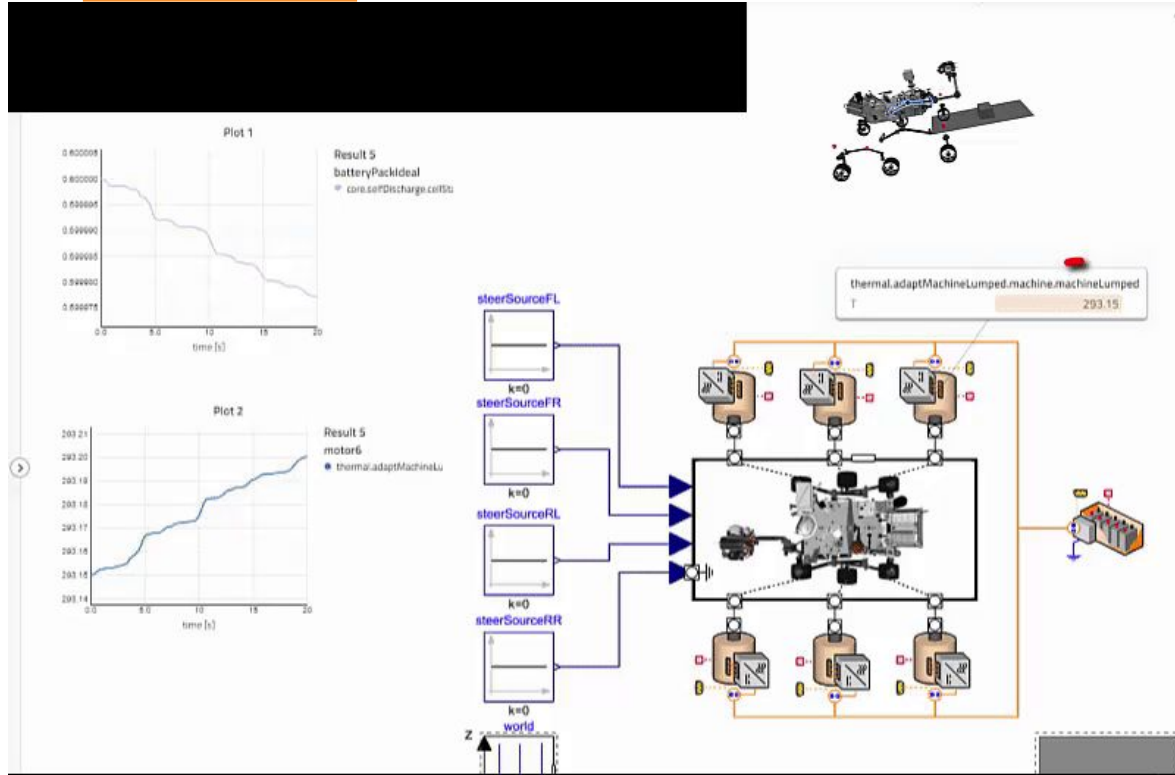 Plot 1
0.600005
0.600000
0.599995
0.599990
0.599985
0.599980
0.599975
0.0 5.0 10 15 20
time [s]
Result 5
batteryPackIdeal
core.selfDischarge.cellSta
Plot 2
293.21
293.20
293.19
293.18
293.17
293.16
293.15
293.14
0.0 5.0 10 15 20
time [s]
Result 5
motor6
thermal.adaptMachineLu
steerSourceFL
k=0
steerSourceFR
k=0
steerSourceRL
k=0
steerSourceRR
k=0
world
Z
thermal.adaptMachineLumped.machine.machineLumped
T 293.15